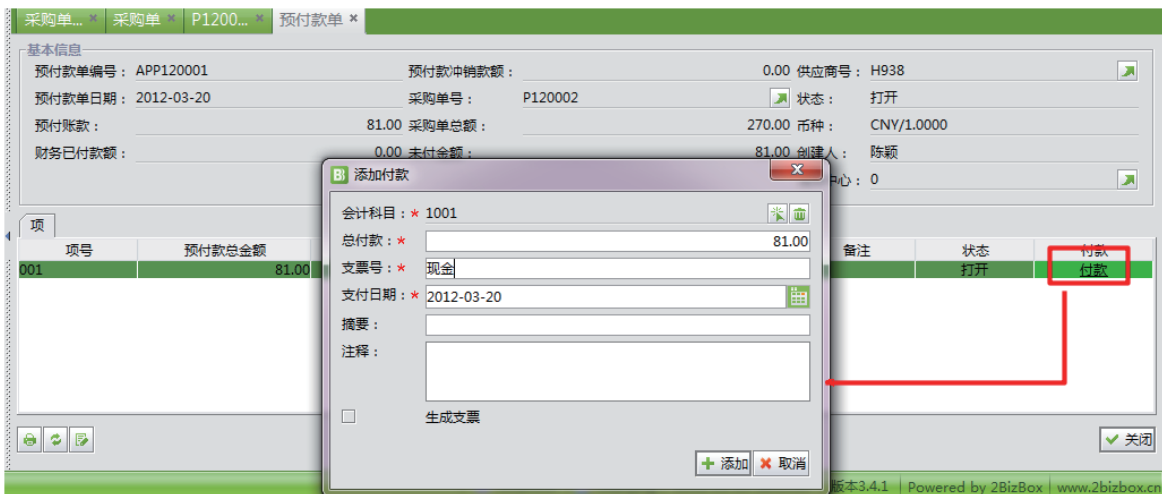 采购单... × 采购单 × P1200... × 预付款单 ×
基本信息
预付款单编号： APP120001 预付款冲销款额： 0.00 供应商号： H938
预付款单日期： 2012-03-20 采购单号： P120002 状态： 打开
预付账款： 81.00 采购单总额： 270.00 币种： CNY/1.0000
财务已付款额： 0.00 未付金额： 81.00 创建人： 陈颖
中心： 0
项
项号 预付款总金额 备注 状态 付款
001 81.00 打开 付款
添加付款
会计科目：* 1001
总付款：* 81.00
支票号：* 现金
支付日期：* 2012-03-20
摘要：
注释：
生成支票
添加 取消
关闭
版本3.4.1 Powered by 2BizBox www.2bizbox.cn